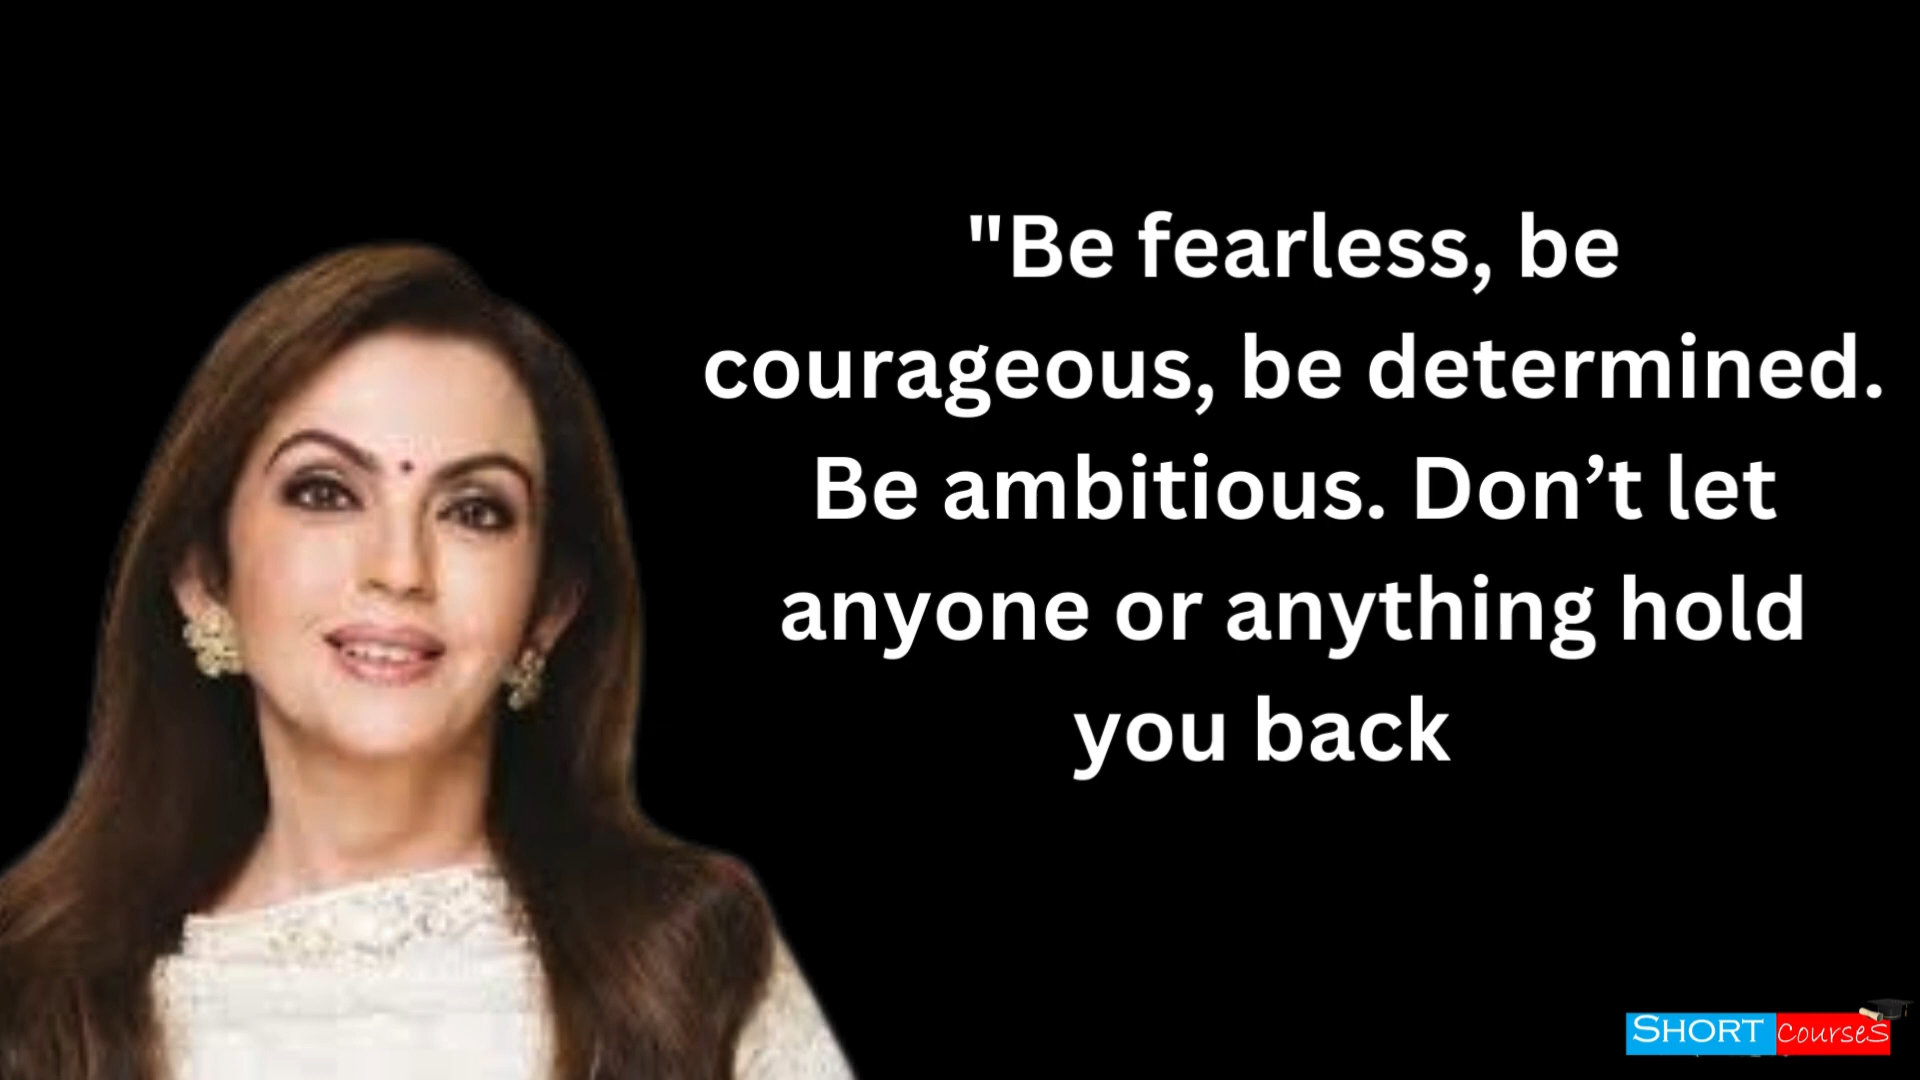 "Be fearless, be
courageous, be determined.
Be ambitious. Don’t let
anyone or anything hold
you back
SHORT CourseS